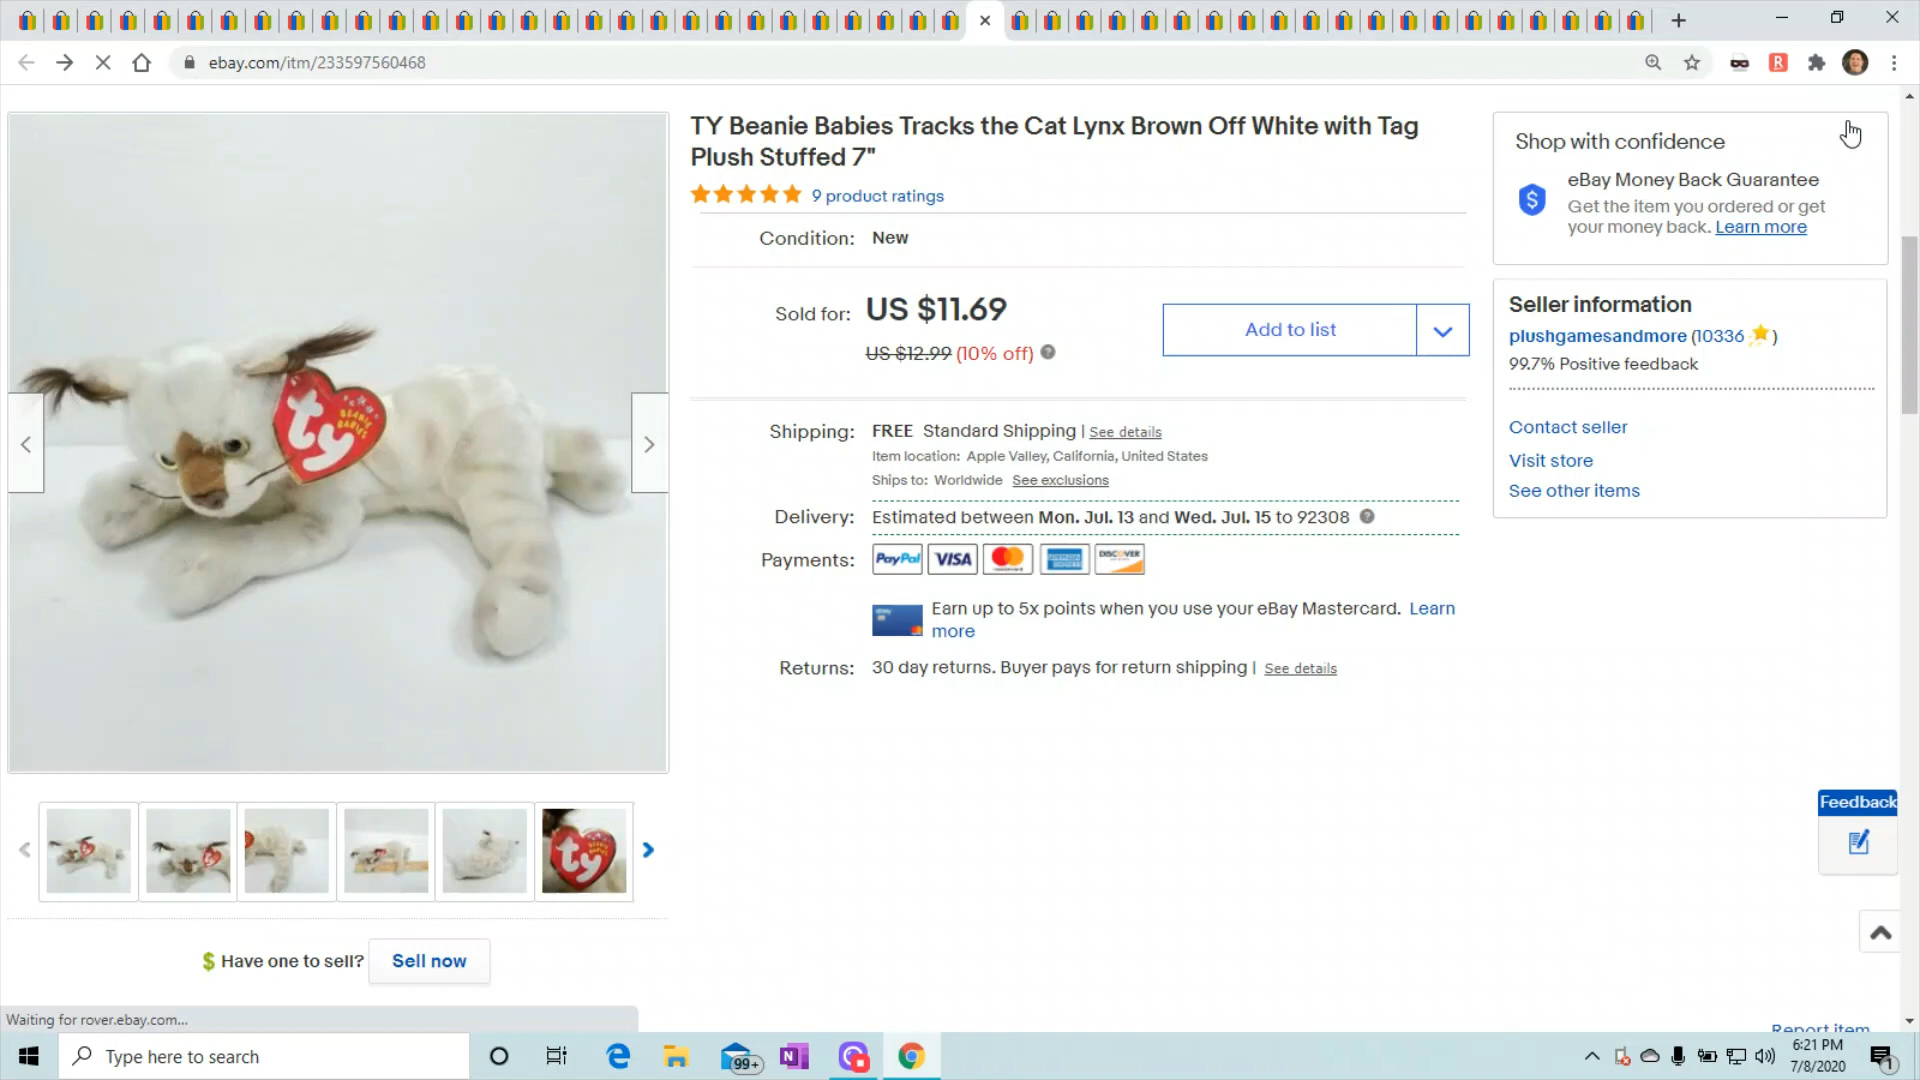 ebay.com/itm/233597560468
TY Beanie Babies Tracks the Cat Lynx Brown Off White with Tag
Plush Stuffed 7"
9 product ratings
Condition: New
Sold for: US $11.69
US $12.99 (10% off)
Add to list
Shipping: FREE Standard Shipping | See details
Item location: Apple Valley, California, United States
Ships to: Worldwide See exclusions
Delivery: Estimated between Mon. Jul. 13 and Wed. Jul. 15 to 92308
Payments: PayPal VISA DISCOVER
Earn up to 5x points when you use your eBay Mastercard. Learn
more
Returns: 30 day returns. Buyer pays for return shipping | See details
Shop with confidence
eBay Money Back Guarantee
Get the item you ordered or get
your money back. Learn more
Seller information
plushgamesandmore (10336)
99.7% Positive feedback
Contact seller
Visit store
See other items
ty
BEANIE
BABIES
ty
Feedback
$ Have one to sell? Sell now
Report item
Waiting for rover.ebay.com...
Type here to search
99+
N
6:21 PM
7/8/2020
1
R